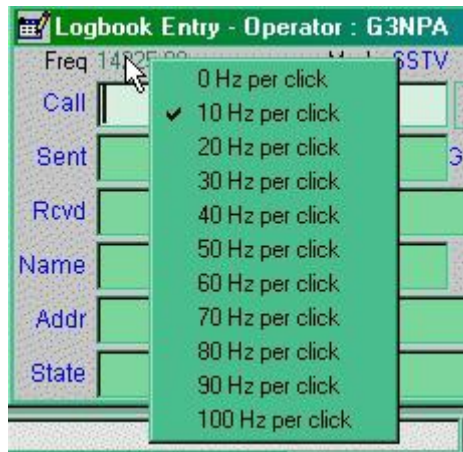 Logbook Entry - Operator : G3NPA
Freq SSTV
Call
Sent
Rcvd
Name
Addr
State
0 Hz per click
10 Hz per click
20 Hz per click
30 Hz per click
40 Hz per click
50 Hz per click
60 Hz per click
70 Hz per click
80 Hz per click
90 Hz per click
100 Hz per click